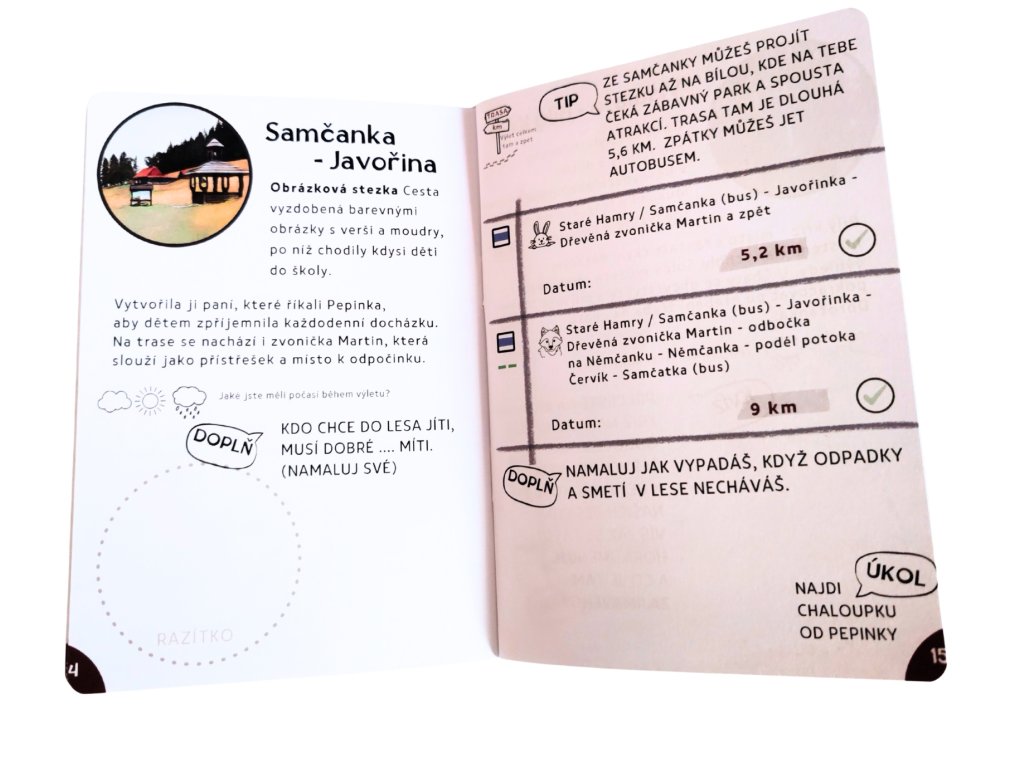 Samčanka
- Javořina
Obrázková stezka Cesta
vyzdobená barevnými
obrázky s verši a moudry,
po níž chodily kdysi děti
do školy.
Vytvořila ji paní, které říkali Pepinka,
aby dětem zpříjemnila každodenní docházku.
Na trase se nachází i zvonička Martin, která
slouží jako přístřešek a místo k odpočinku.
Jaké jste měli počasí během výletu?
DOPLŇ
KDO CHCE DO LESA JÍTI,
MUSÍ DOBRÉ .... MÍTI.
(NAMALUJ SVÉ)
RAZÍTKO
4
TRASA
km
Výlet celkem
tam a zpět
TIP
ZE SAMČANKY MŮŽEŠ PROJÍT
STEZKU AŽ NA BÍLOU, KDE NA TEBE
ČEKÁ ZÁBAVNÝ PARK A SPOUSTA
ATRAKCÍ. TRASA TAM JE DLOUHÁ
5,6 KM. ZPÁTKY MŮŽEŠ JET
AUTOBUSEM.
Staré Hamry / Samčanka (bus) - Javořinka -
Dřevěná zvonička Martin a zpět
5,2 km
Datum:
Staré Hamry / Samčanka (bus) - Javořinka -
Dřevěná zvonička Martin - odbočka
na Němčanku - Němčanka - podél potoka
Červík - Samčatka (bus)
9 km
Datum:
DOPLŇ
NAMALUJ JAK VYPADÁŠ, KDYŽ ODPADKY
A SMETÍ V LESE NECHÁVÁŠ.
ÚKOL
NAJDI
CHALOUPKU
OD PEPINKY
15